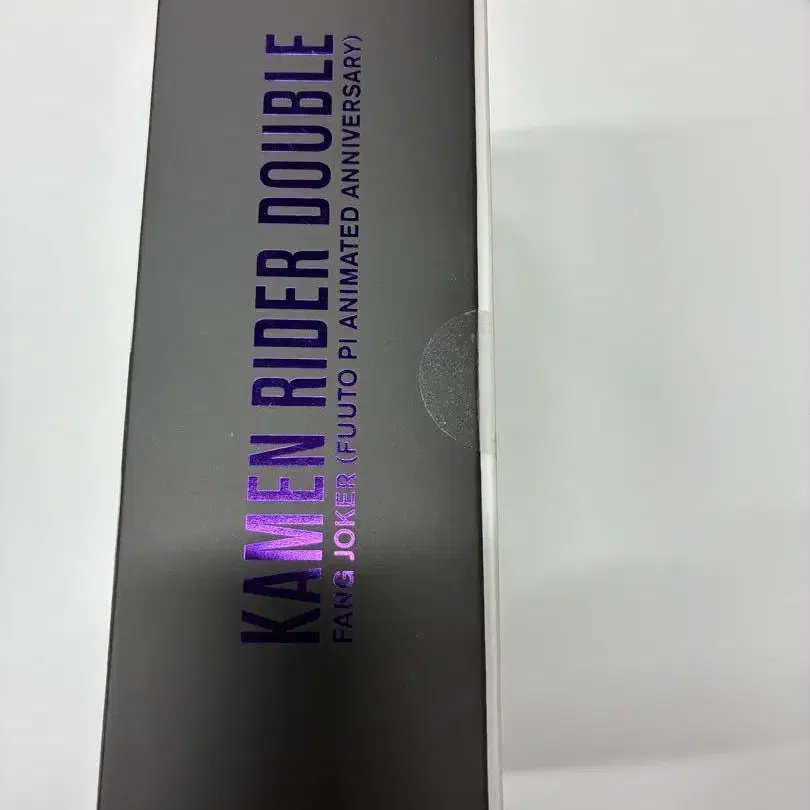 KAMEN RIDER DOUBLE
FANG JOKER (FUUTO PI ANIMATED ANNIVERSARY)